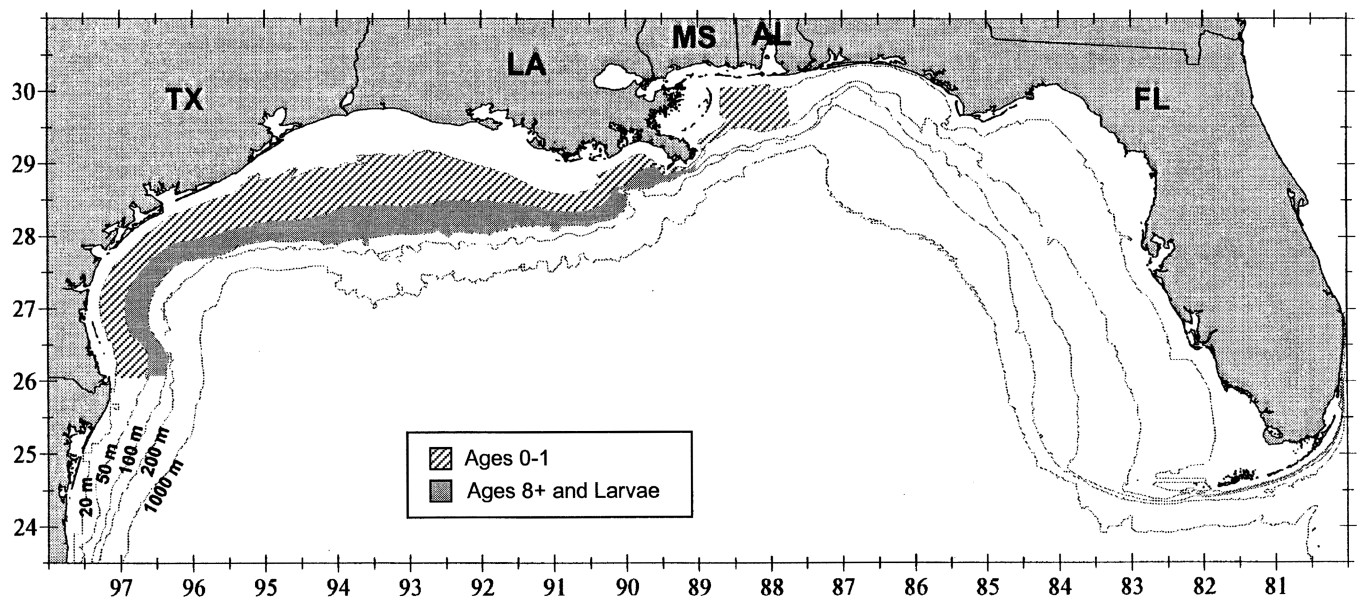 MS AL
LA
TX
FL
30
29
28
27
26
25
24
20 m
50 m
100 m
200 m
1000 m
Ages 0-1
Ages 8+ and Larvae
97 96 95 94 93 92 91 90 89 88 87 86 85 84 83 82 81